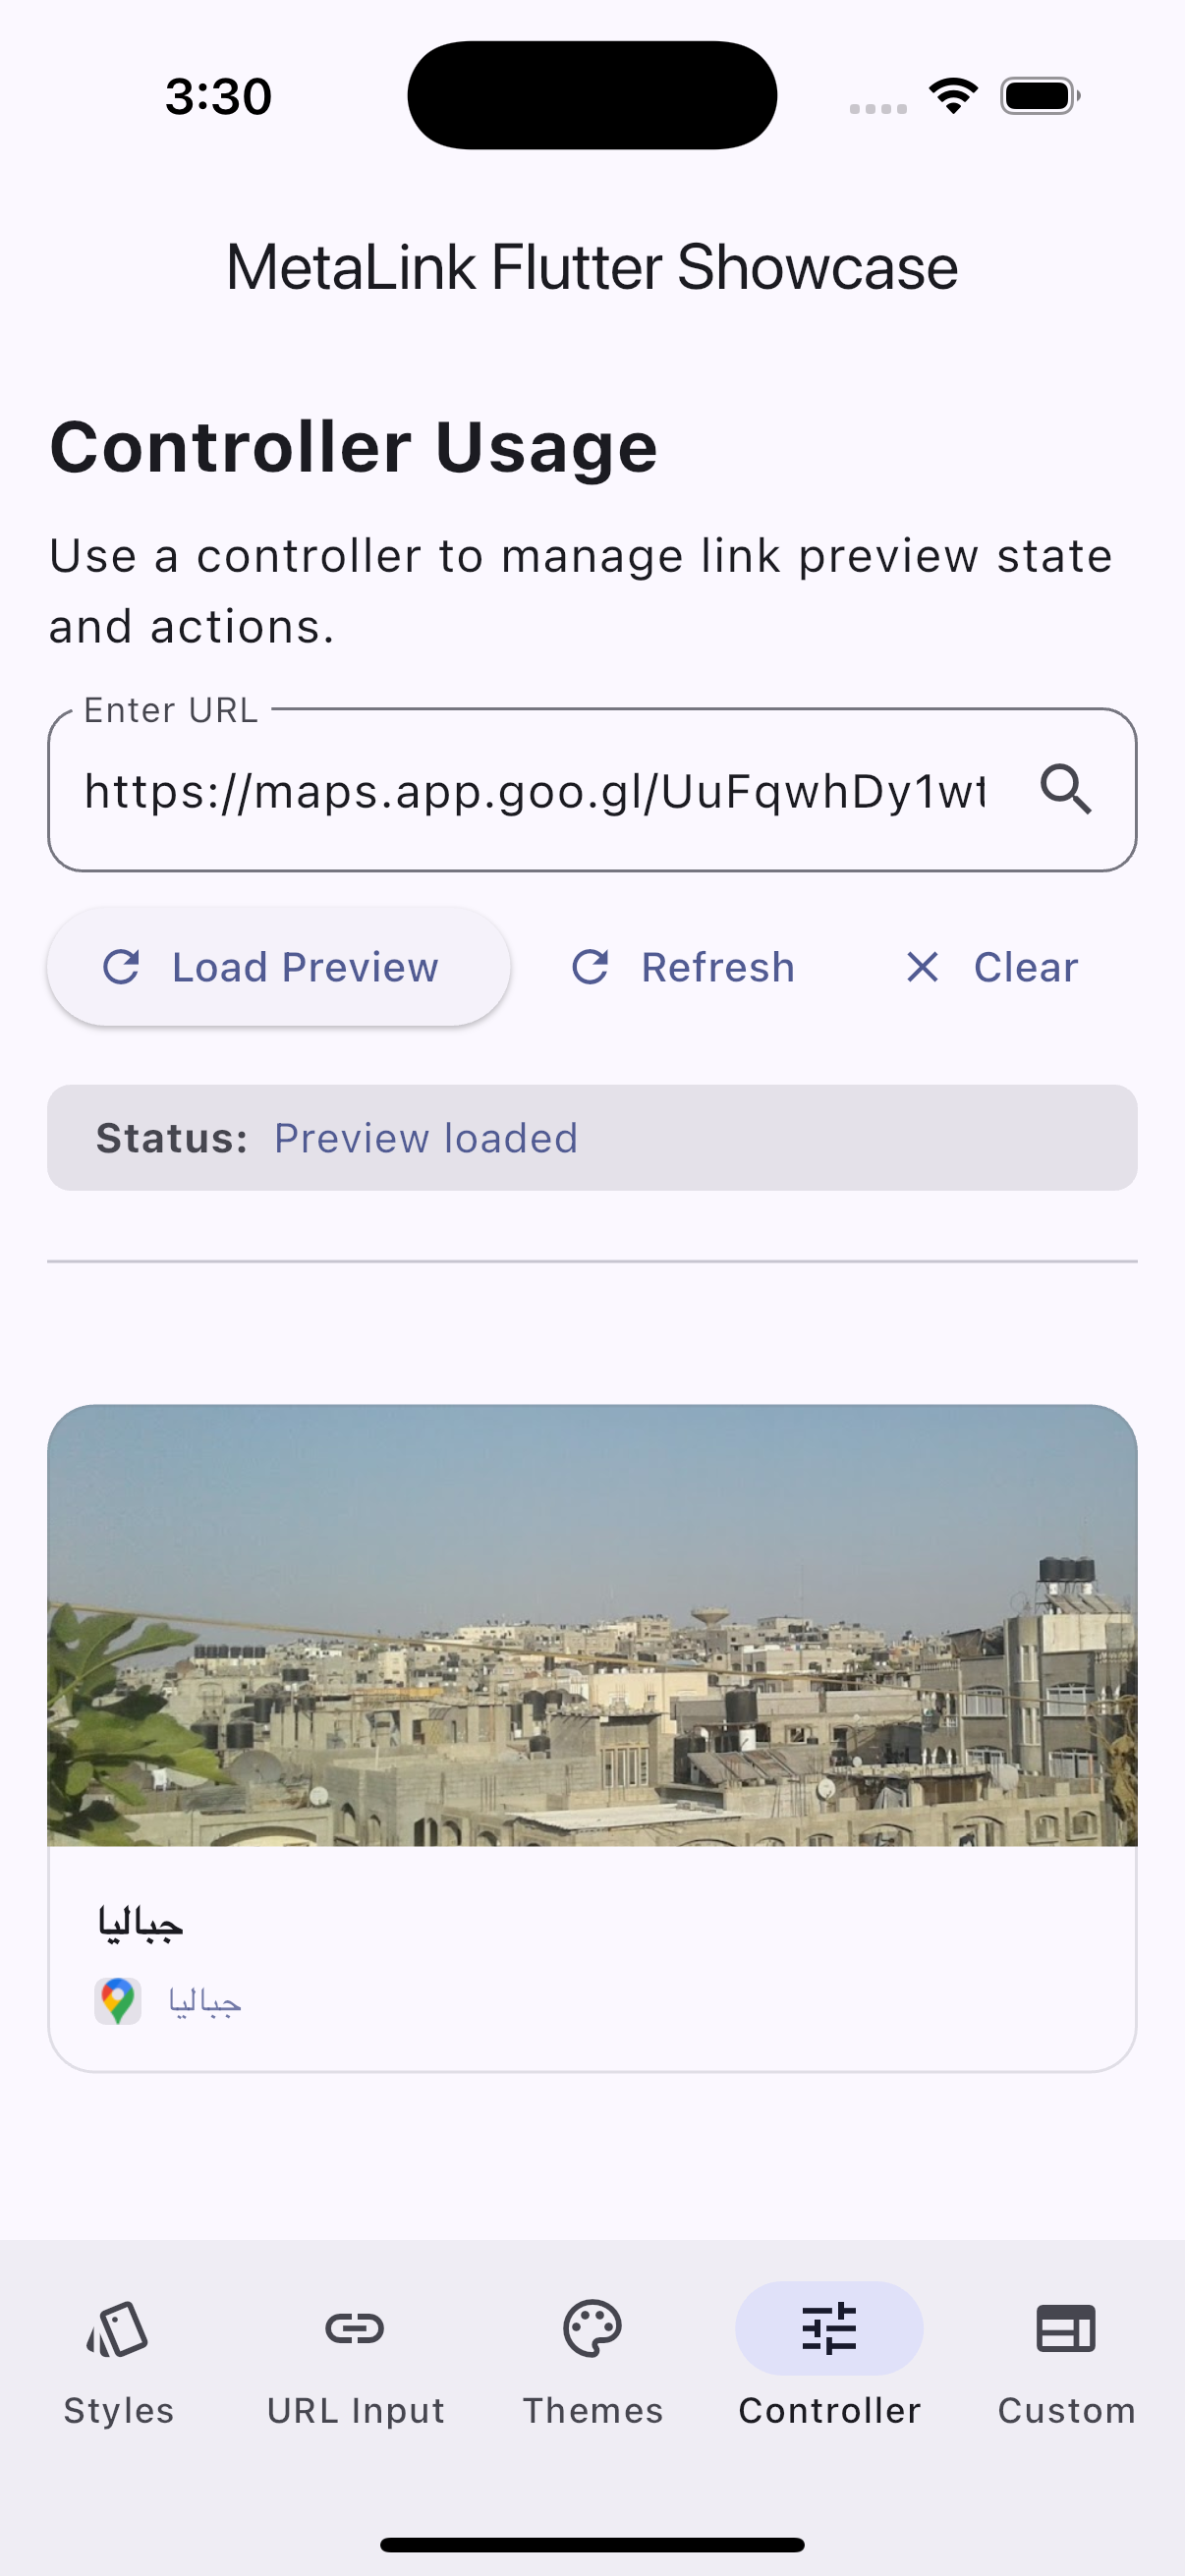 3:30
MetaLink Flutter Showcase
Controller Usage
Use a controller to manage link preview state
and actions.
Enter URL
https://maps.app.goo.gl/UuFqwhDy1wt
Load Preview
Refresh
Clear
Status: Preview loaded
جباليا
جباليا
Styles
URL Input
Themes
Controller
Custom